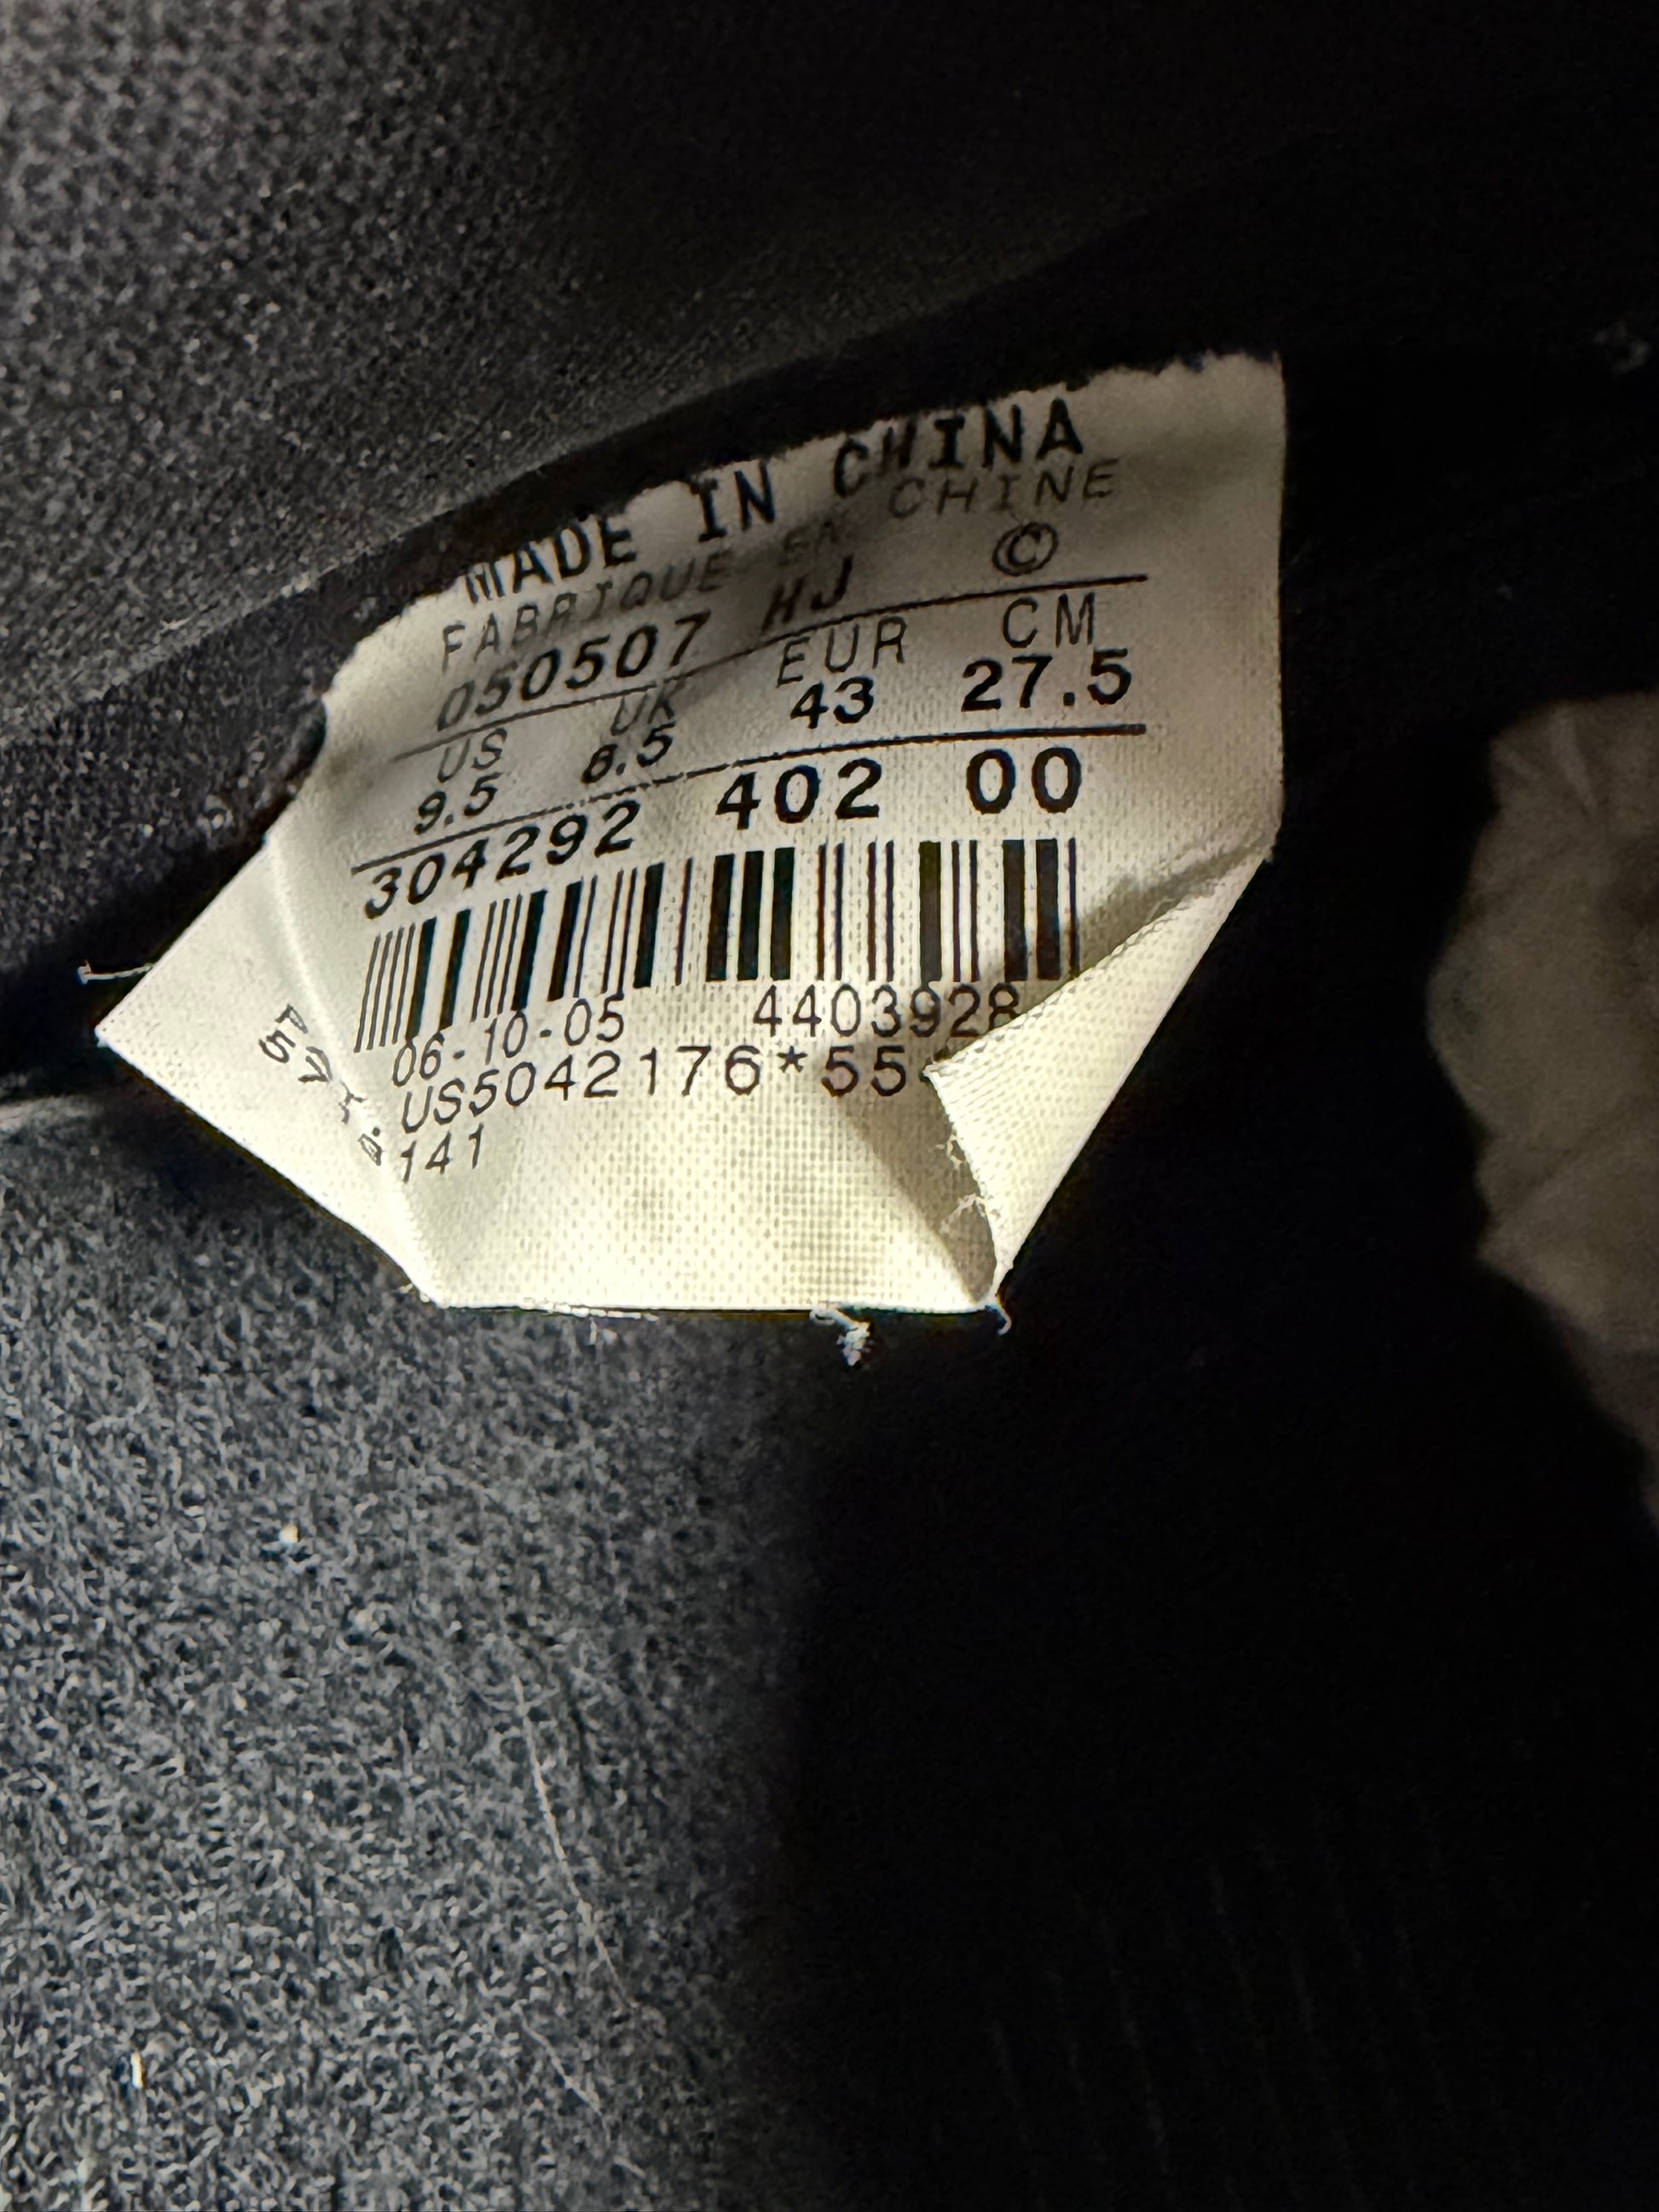 MADE IN CHINA
FABRIQUE EN CHINE
050507 HJ ©
US UK EUR CM
9.5 8.5 43 27.5
304292 402 00
06-10-05 4403928
US5042176*55
141